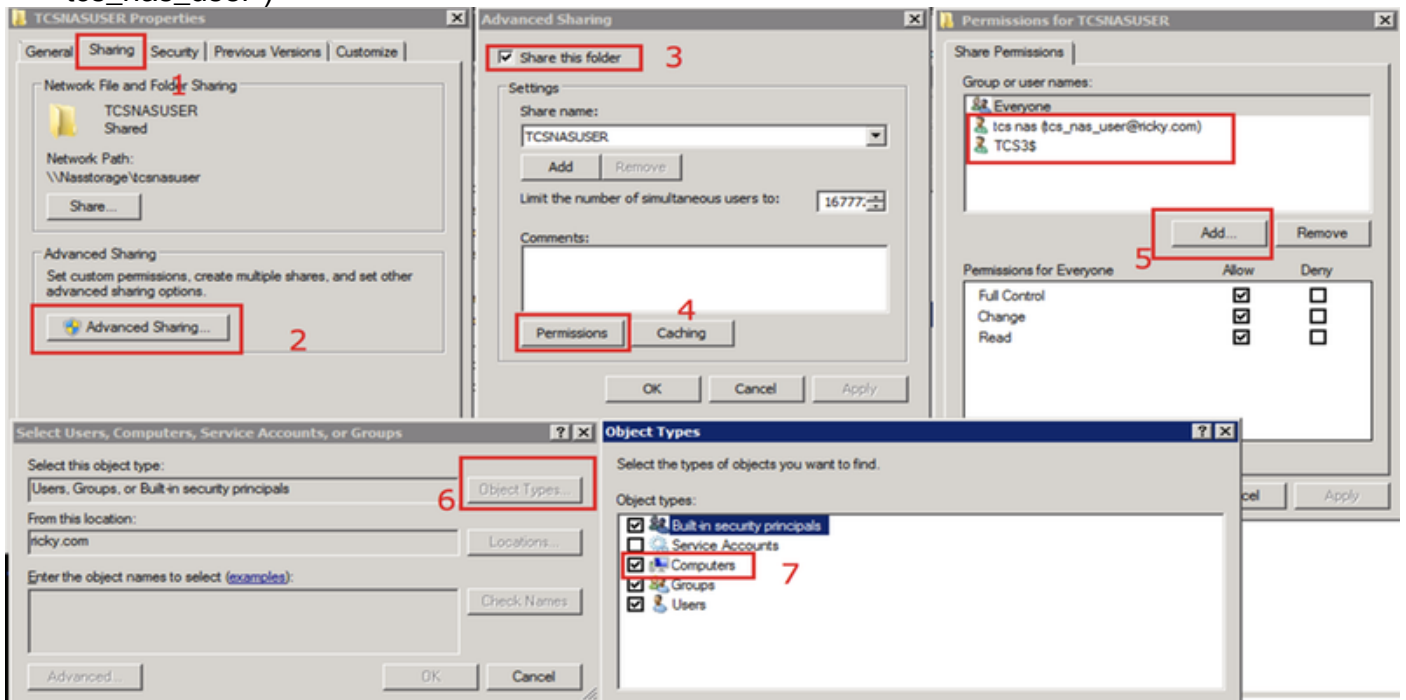 tcs_nas_user )
TCSNASUSER Properties
General Sharing Security Previous Versions Customize
1
Network File and Folder Sharing
TCSNASUSER
Shared
Network Path:
\\Nasstorage\tcsnasuser
Share...
Advanced Sharing
Set custom permissions, create multiple shares, and set other
advanced sharing options.
Advanced Sharing...
2
Advanced Sharing
Share this folder
3
Settings
Share name:
TCSNASUSER
Add Remove
Limit the number of simultaneous users to: 16777
Comments:
4
Permissions Caching
OK Cancel Apply
Permissions for TCSNASUSER
Share Permissions
Group or user names:
Everyone
tcs nas (tcs_nas_user@ricky.com)
TCS3$
5
Add... Remove
Permissions for Everyone Allow Deny
Full Control
Change
Read
cel Apply
Select Users, Computers, Service Accounts, or Groups
Select this object type:
Users, Groups, or Built-in security principals
6
Object Types...
From this location:
ricky.com
Locations...
Enter the object names to select (examples):
Check Names
Advanced... OK Cancel
Object Types
Select the types of objects you want to find.
Object types:
Built-in security principals
Service Accounts
Computers
7
Groups
Users